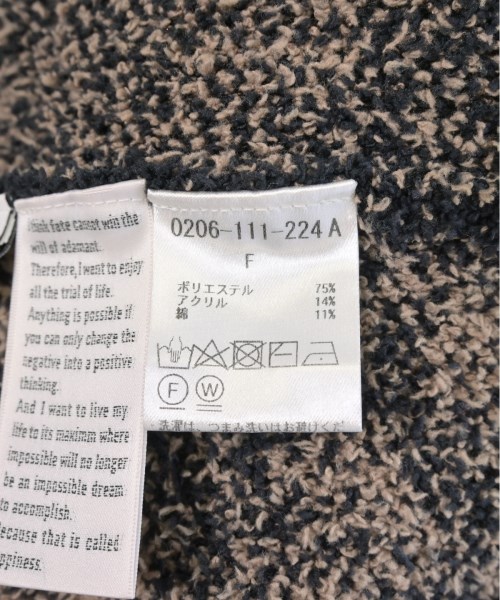 think fate cannot win the
will of adamant.
Therefore, I want to enjoy
all the trial of life.
Anything is possible if
you can only change the
negative into a positive
thinking.
And I want to live my
life to its maximm where
impossible will no longer
be an impossible dream
to accomplish.
Because that is called
ppiness.
0206-111-224A
F
ポリエステル 75%
アクリル 14%
綿 11%
F W
洗濯は、つまみ洗いはお避けくだ